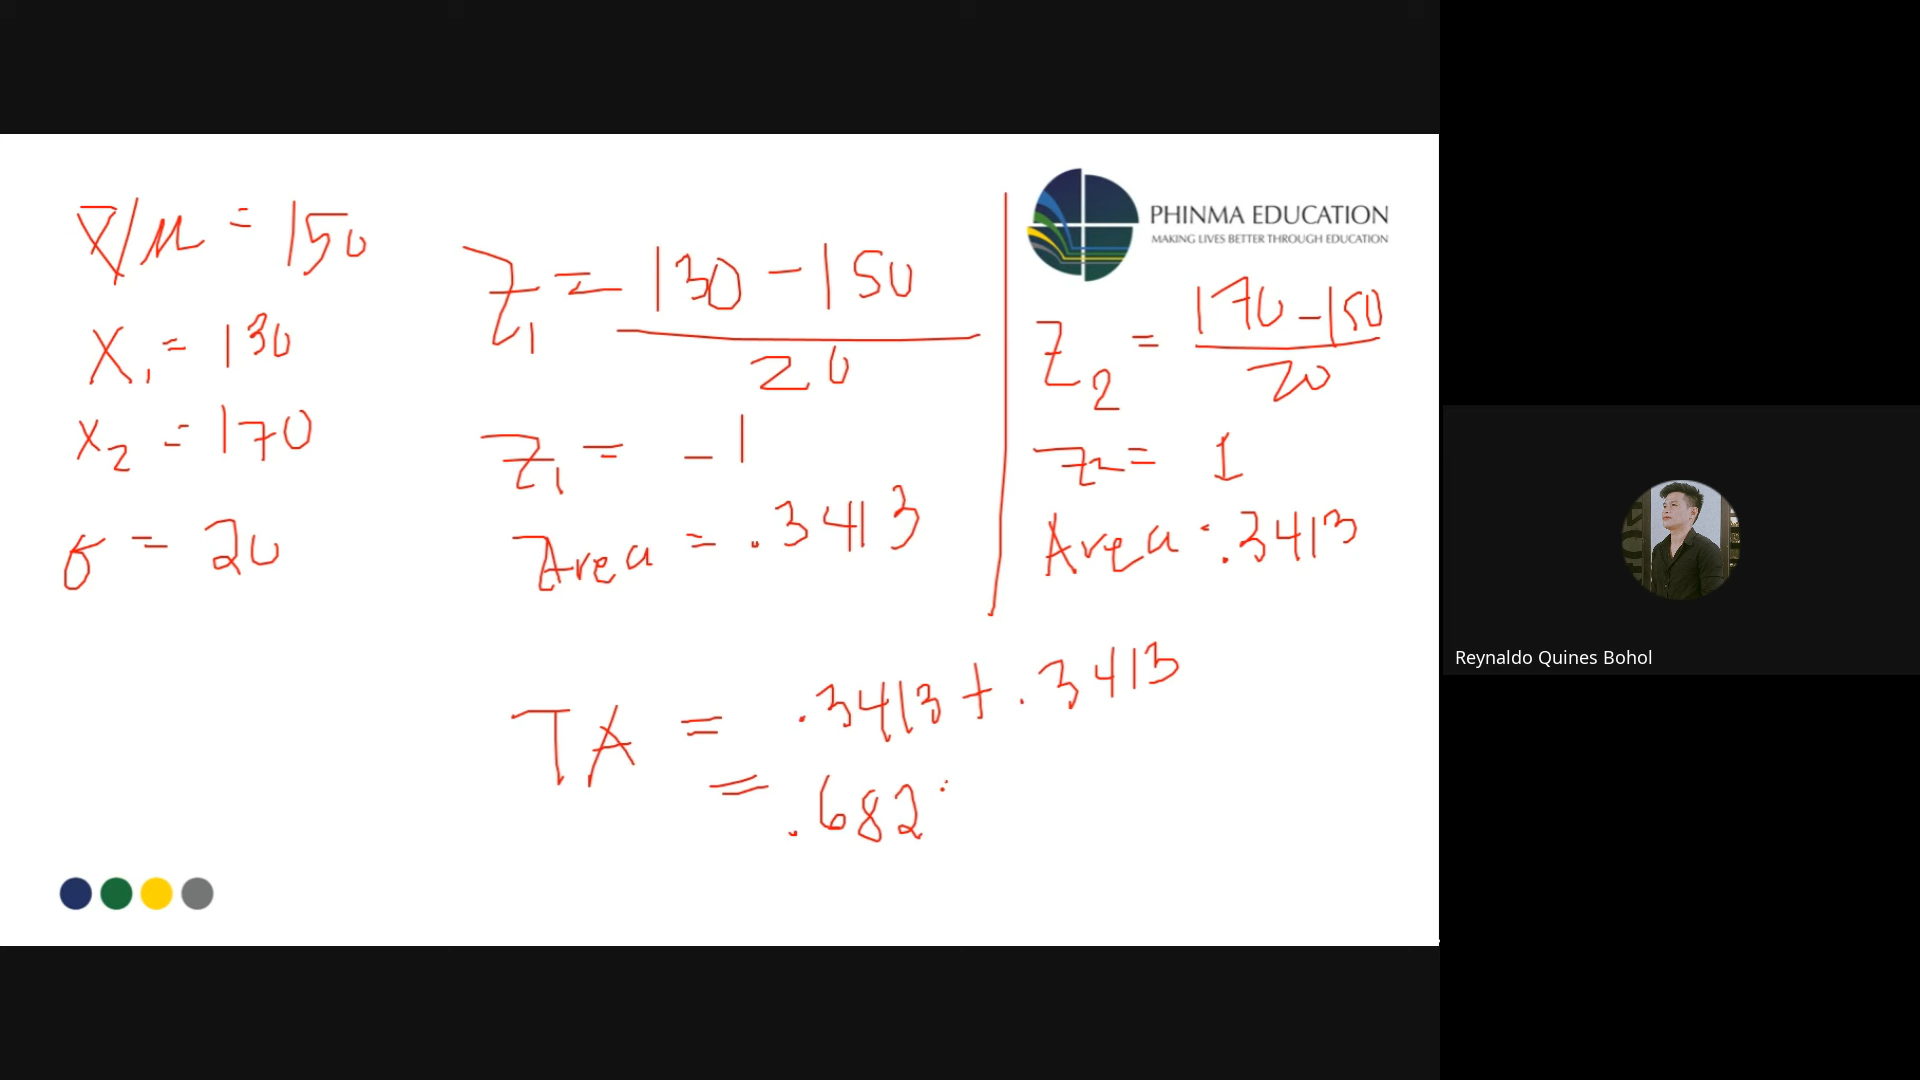 x̄/μ = 150
X₁ = 130
x₂ = 170
σ = 20
Z₁ = 130 - 150
20
Z₁ = -1
Area = .3413
PHINMA EDUCATION
MAKING LIVES BETTER THROUGH EDUCATION
Z₂ = 170 - 150
20
Z₂ = 1
Area = .3413
TA = .3413 + .3413
= .682
Reynaldo Quines Bohol